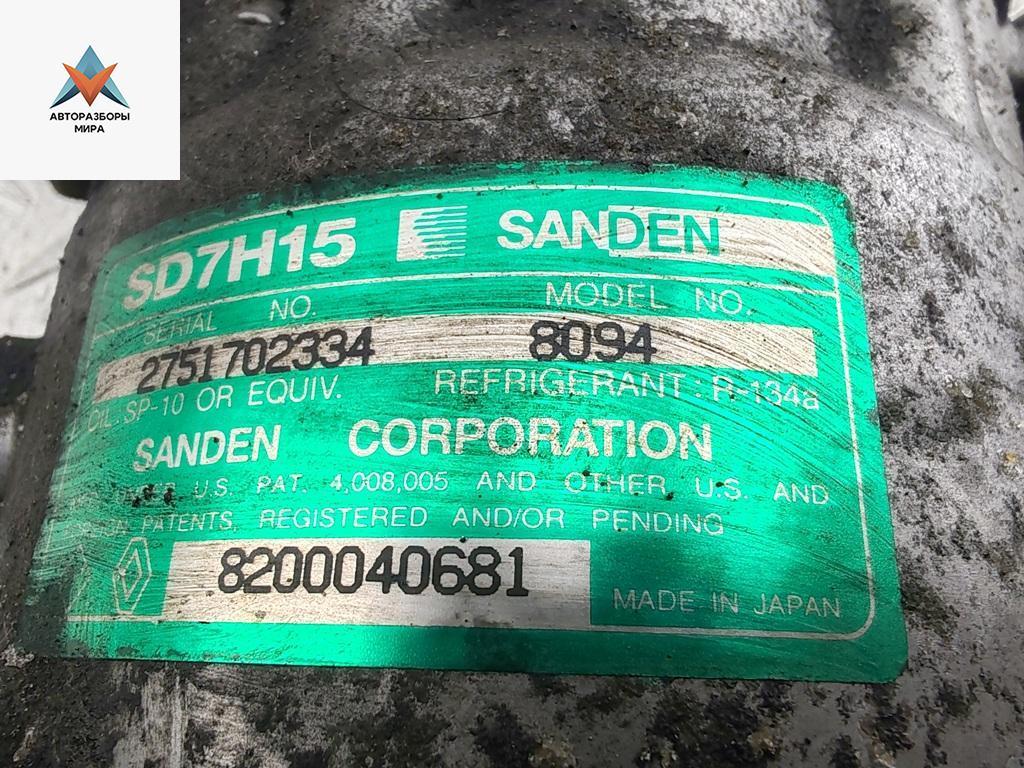 АВТОРАЗБОРЫ
МИРА
SD7H15 SANDEN
SERIAL NO. MODEL NO.
2751702334 8094
OIL: SP-10 OR EQUIV. REFRIGERANT: R-134a
SANDEN CORPORATION
U.S. PAT. 4,008,005 AND OTHER U.S. AND
PATENTS, REGISTERED AND/OR PENDING
8200040681
MADE IN JAPAN